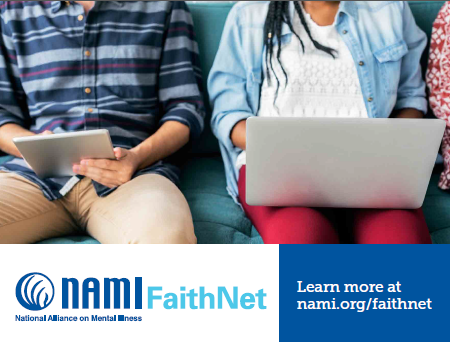 NAMI FaithNet
National Alliance on Mental Illness
Learn more at
nami.org/faithnet